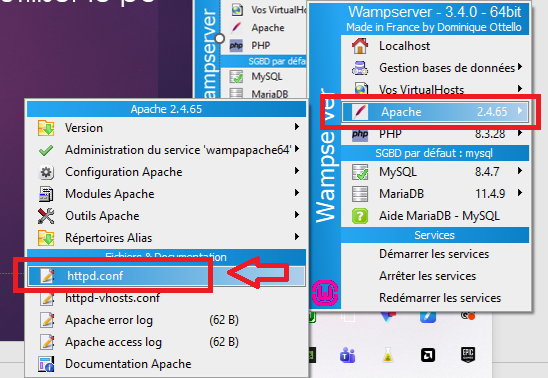 Vos VirtualHosts
Apache
PHP
SGBD par défau
MySQL
MariaDB
Wampserver
Wampserver - 3.4.0 - 64bit
Made in France by Dominique Ottello
Localhost
Gestion bases de données
Vos VirtualHosts
Apache 2.4.65
PHP 8.3.28
SGBD par défaut : mysql
MySQL 8.4.7
MariaDB 11.4.9
Aide MariaDB - MySQL
Services
Démarrer les services
Arrêter les services
Redémarrer les services
Wampserver
Apache 2.4.65
Version
Administration du service 'wampapache64'
Configuration Apache
Modules Apache
Outils Apache
Répertoires Alias
Fichiers & Documentation
httpd.conf
httpd-vhosts.conf
Apache error log (62 B)
Apache access log (62 B)
Documentation Apache
EPIC